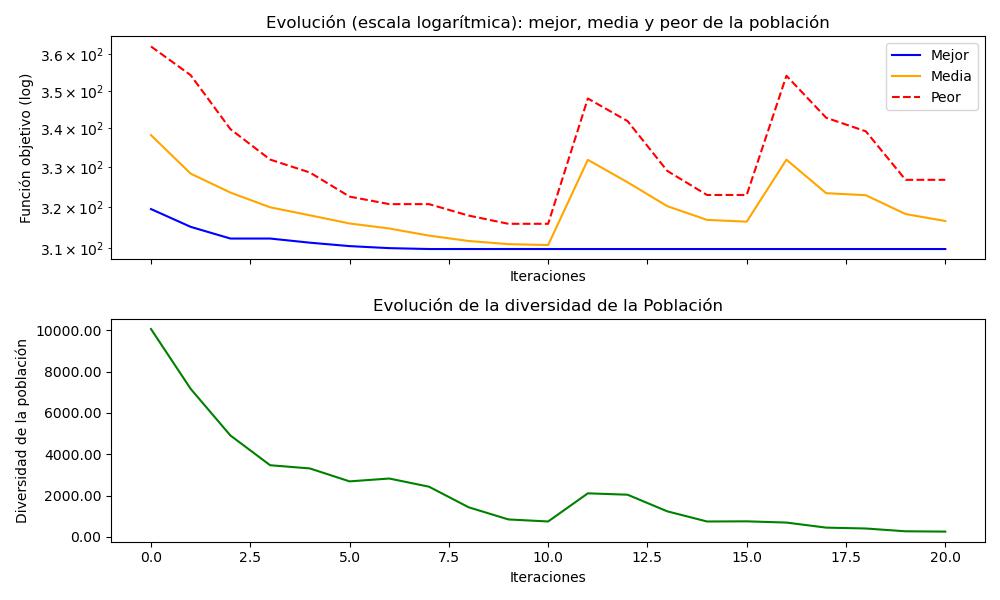 Evolución (escala logarítmica): mejor, media y peor de la población
Función objetivo (log)
3.6 × 10²
3.5 × 10²
3.4 × 10²
3.3 × 10²
3.2 × 10²
3.1 × 10²
Mejor
Media
Peor
Iteraciones
Evolución de la diversidad de la Población
Diversidad de la población
10000.00
8000.00
6000.00
4000.00
2000.00
0.00
0.0 2.5 5.0 7.5 10.0 12.5 15.0 17.5 20.0
Iteraciones